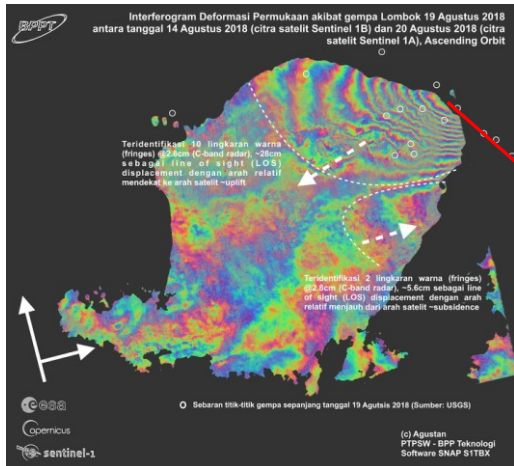 BPPT
Interferogram Deformasi Permukaan akibat gempa Lombok 19 Agustus 2018
antara tanggal 14 Agustus 2018 (citra satelit Sentinel 1B) dan 20 Agustus 2018 (citra
satelit Sentinel 1A), Ascending Orbit
Teridentifikasi 10 lingkaran warna
(fringes) @2.8cm (C-band radar), ~28cm
sebagai line of sight (LOS)
displacement dengan arah relatif
mendekat ke arah satelit ~uplift
Teridentifikasi 2 lingkaran warna (fringes)
@2.8cm (C-band radar), ~5.6cm sebagai line
of sight (LOS) displacement dengan arah
relatif menjauh dari arah satelit ~subsidence
Sebaran titik-titik gempa sepanjang tanggal 19 Agutsis 2018 (Sumber: USGS)
esa
opernicus
sentinel-1
(c) Agustan
PTPSW - BPP Teknologi
Software SNAP S1TBX